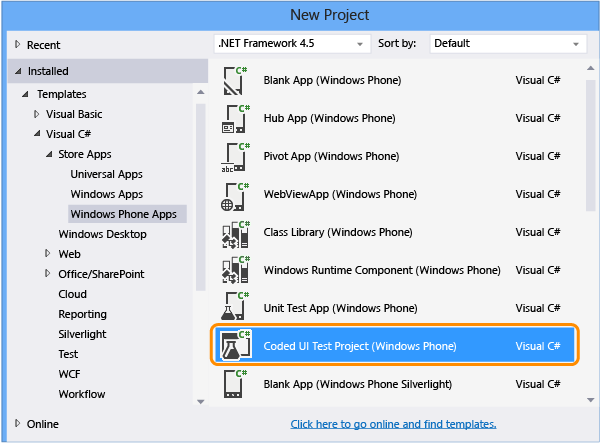 New Project
Recent
.NET Framework 4.5
Sort by:
Default
Installed
Templates
Visual Basic
Visual C#
Store Apps
Universal Apps
Windows Apps
Windows Phone Apps
Windows Desktop
Web
Office/SharePoint
Cloud
Reporting
Silverlight
Test
WCF
Workflow
Online
C# Blank App (Windows Phone) Visual C#
C# Hub App (Windows Phone) Visual C#
C# abc Pivot App (Windows Phone) Visual C#
C# WebViewApp (Windows Phone) Visual C#
C# Class Library (Windows Phone) Visual C#
C# Windows Runtime Component (Windows Phone) Visual C#
C# Unit Test App (Windows Phone) Visual C#
C# Coded UI Test Project (Windows Phone) Visual C#
C# Blank App (Windows Phone Silverlight) Visual C#
Click here to go online and find templates.